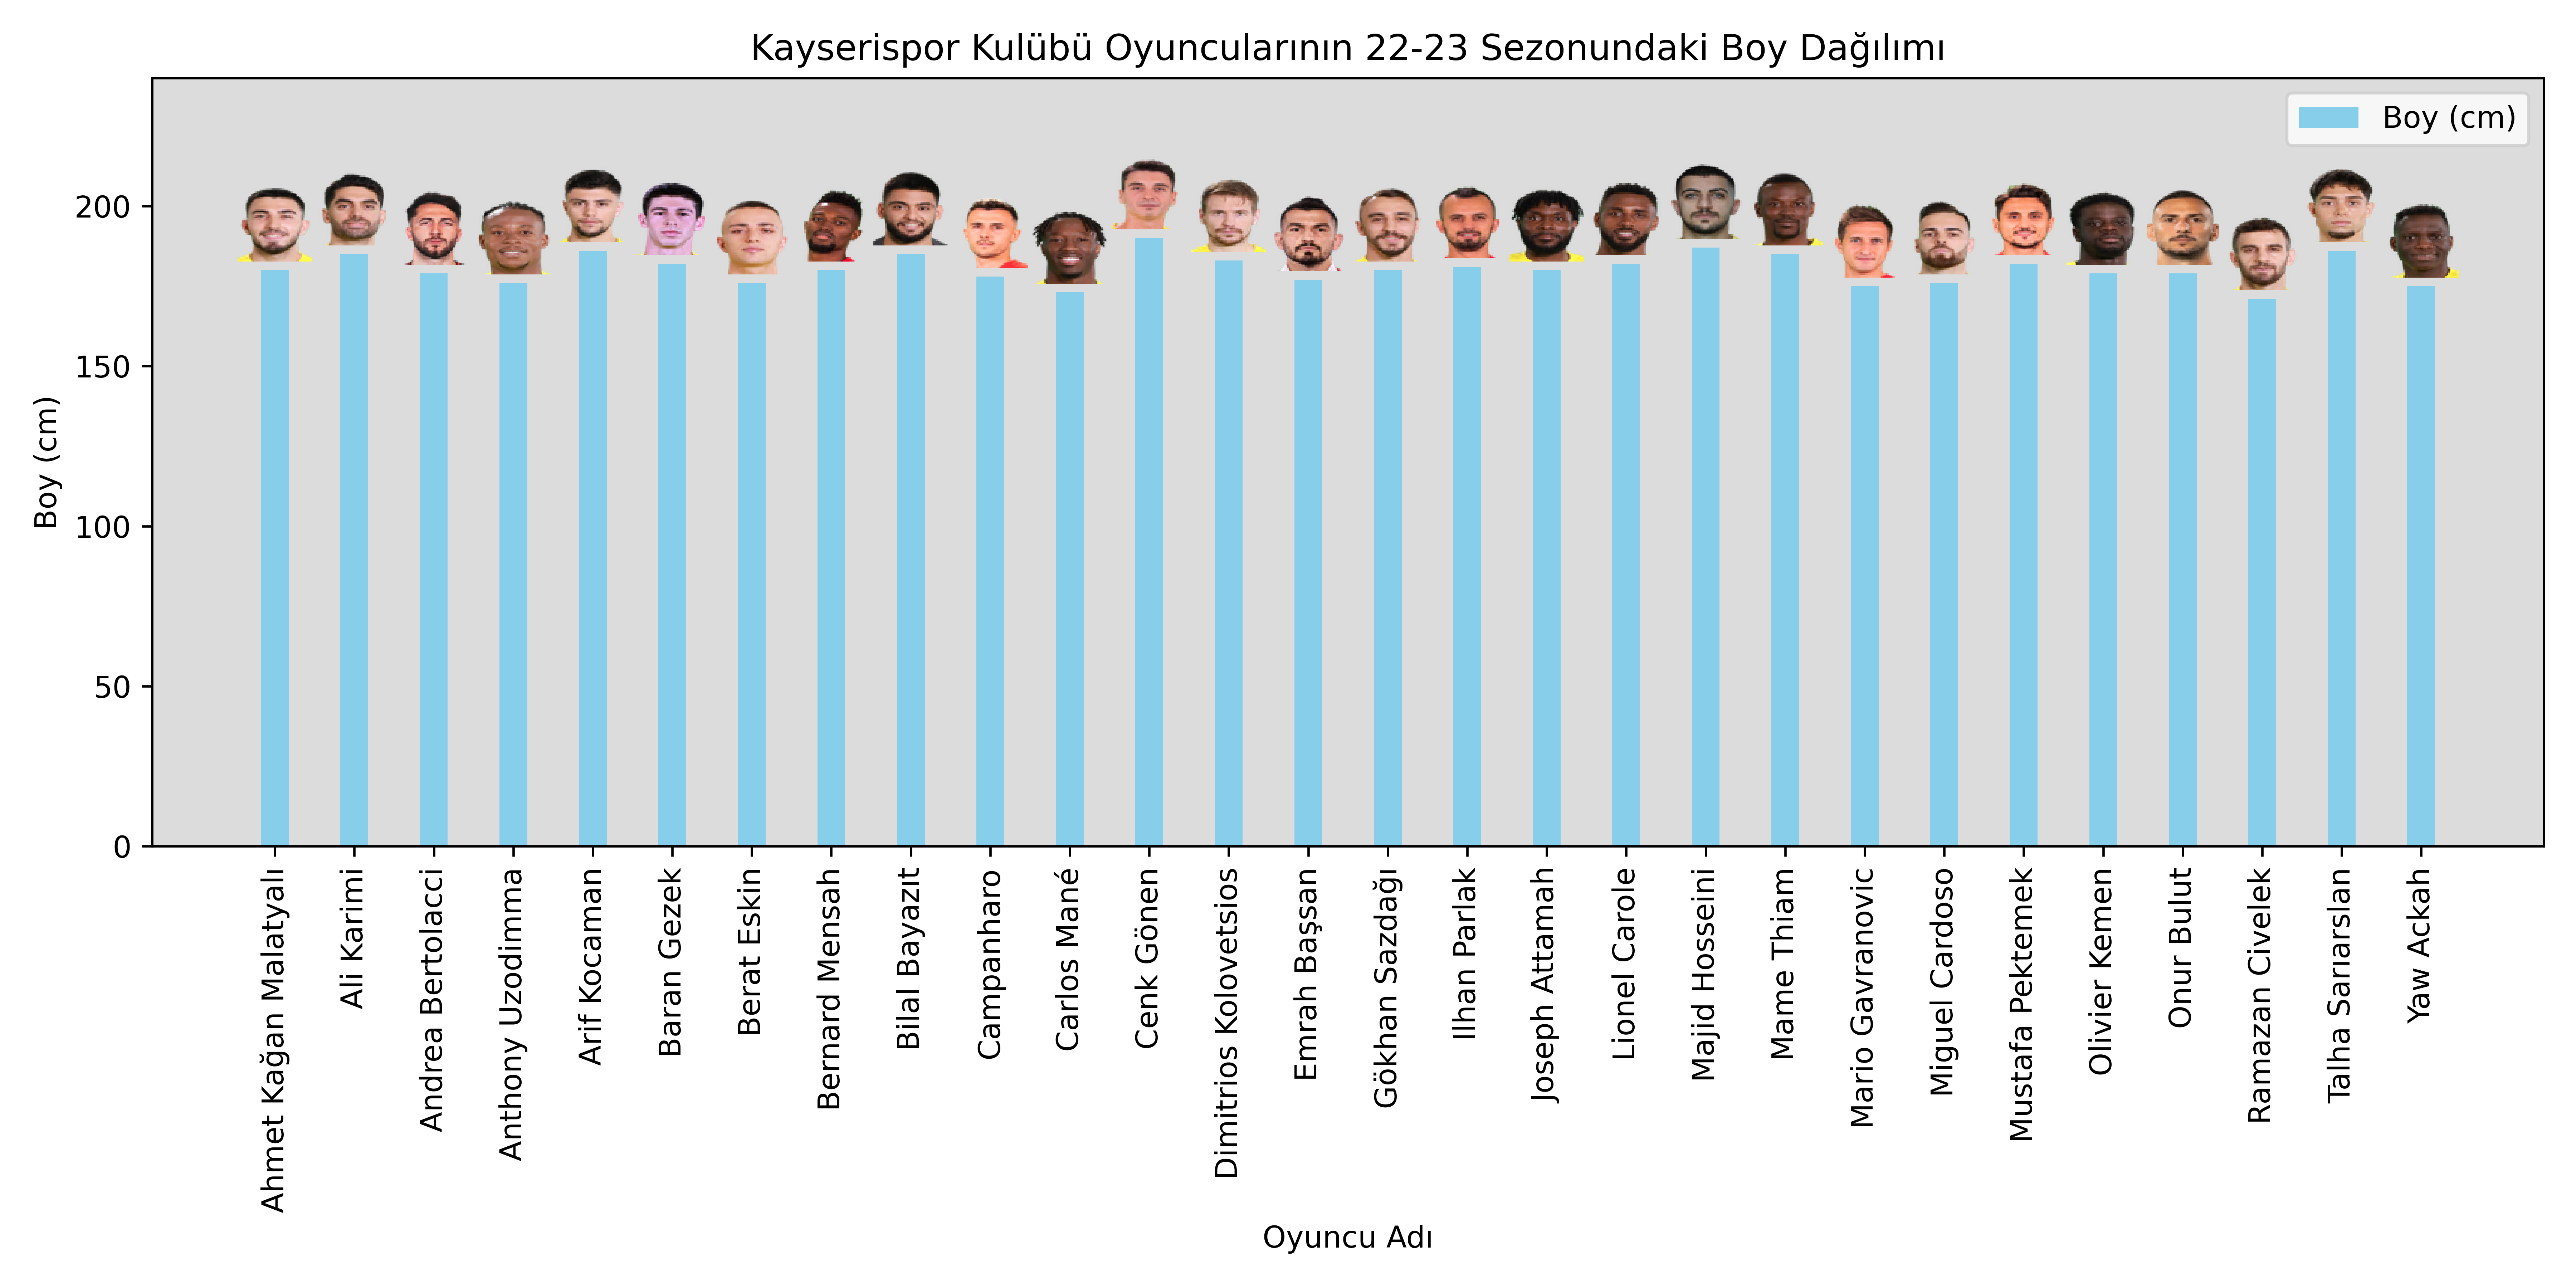 Kayserispor Kulübü Oyuncularının 22-23 Sezonundaki Boy Dağılımı
Boy (cm)
200
150
100
50
0
Boy (cm)
Ahmet Kağan Malatyalı
Ali Karimi
Andrea Bertolacci
Anthony Uzodimma
Arif Kocaman
Baran Gezek
Berat Eskin
Bernard Mensah
Bilal Bayazıt
Campanharo
Carlos Mané
Cenk Gönen
Dimitrios Kolovetsios
Emrah Başsan
Gökhan Sazdağı
Ilhan Parlak
Joseph Attamah
Lionel Carole
Majid Hosseini
Mame Thiam
Mario Gavranovic
Miguel Cardoso
Mustafa Pektemek
Olivier Kemen
Onur Bulut
Ramazan Civelek
Talha Sarıarslan
Yaw Ackah
Oyuncu Adı